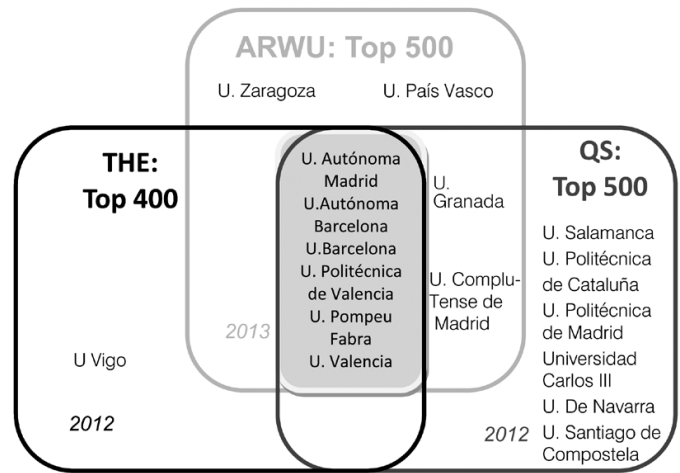 ARWU: Top 500
U. Zaragoza
U. País Vasco
THE:
Top 400
U Vigo
2012
2013
U. Autónoma
Madrid
U.Autónoma
Barcelona
U.Barcelona
U. Politécnica
de Valencia
U. Pompeu
Fabra
U. Valencia
U.
Granada
U. Complu-
Tense de
Madrid
QS:
Top 500
U. Salamanca
U. Politécnica
de Cataluña
U. Politécnica
de Madrid
Universidad
Carlos III
U. De Navarra
U. Santiago de
Compostela
2012